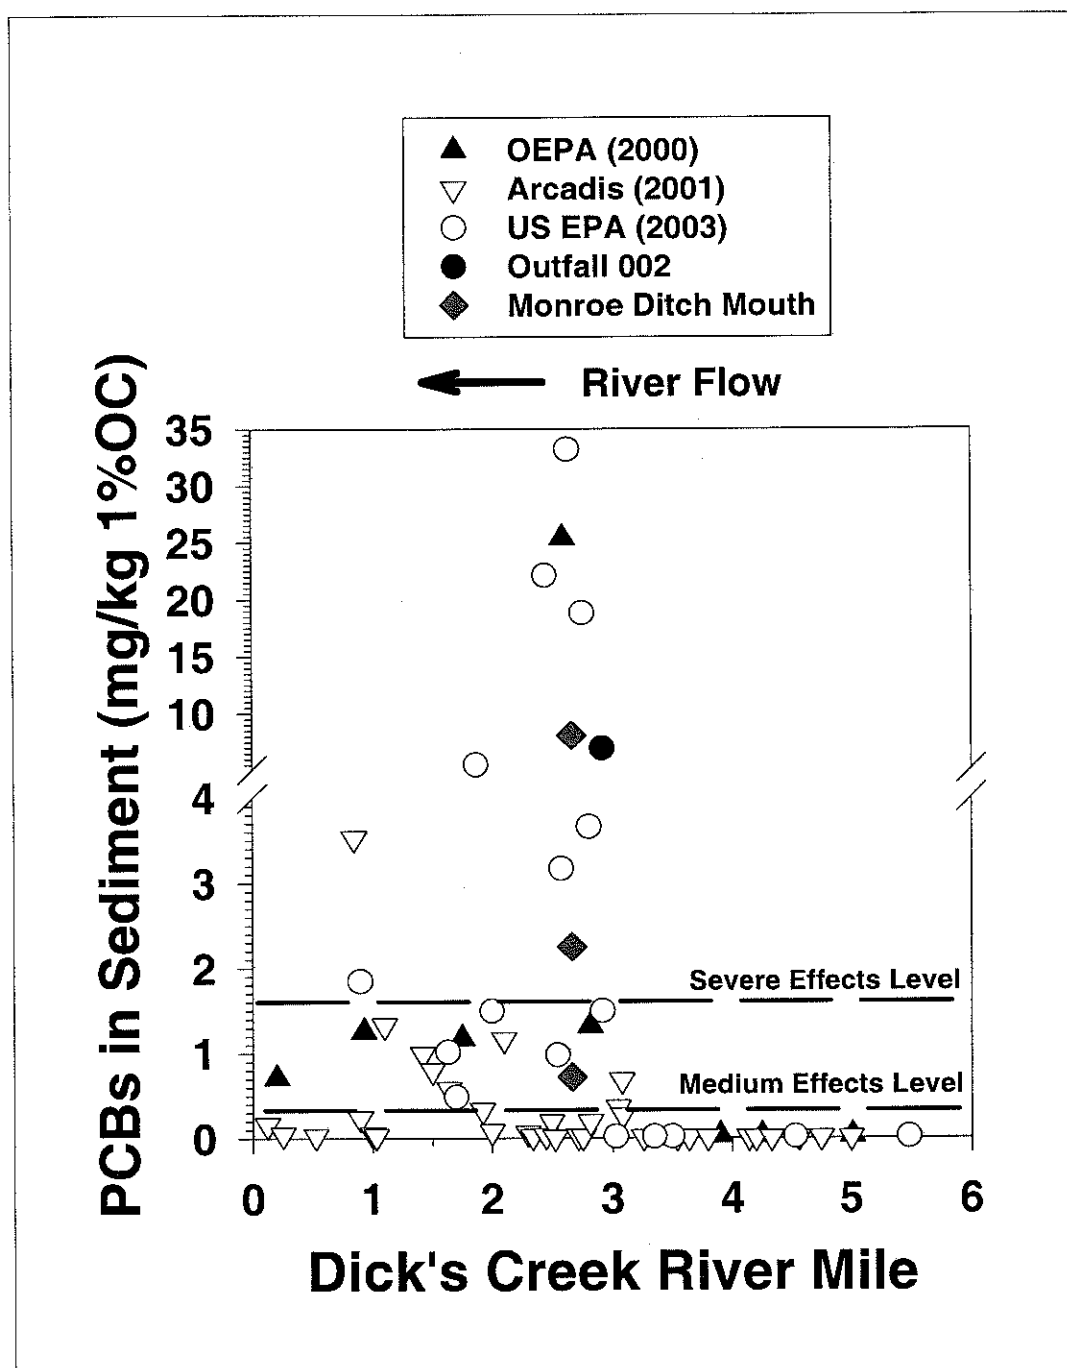 OEPA (2000)
Arcadis (2001)
US EPA (2003)
Outfall 002
Monroe Ditch Mouth
River Flow
PCBs in Sediment (mg/kg 1%OC)
35
30
25
20
15
10
4
3
2
1
0
Severe Effects Level
Medium Effects Level
0 1 2 3 4 5 6
Dick's Creek River Mile